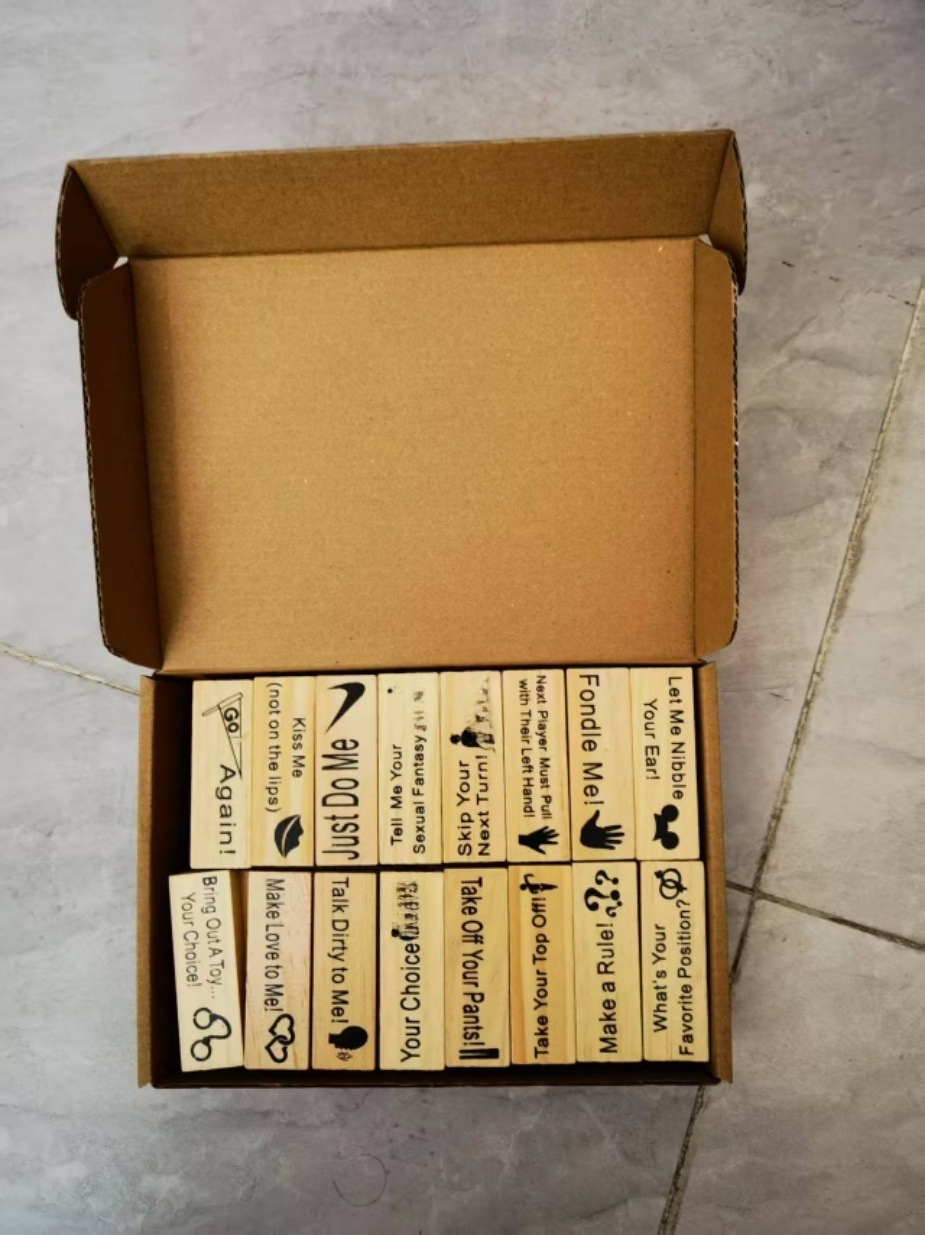 GO
Again!
Kiss Me
(not on the lips)
Just Do Me
Tell Me Your
Sexual Fantasy
Skip Your
Next Turn!
Next Player Must Pull
with Their Left Hand!
Fondle Me!
Let Me Nibble
Your Ear!
Bring Out A Toy...
Your Choice!
Make Love to Me!
Talk Dirty to Me!
Your Choice
Take Off Your Pants!
Take Your Top Off!
Make a Rule!
What's Your
Favorite Position?